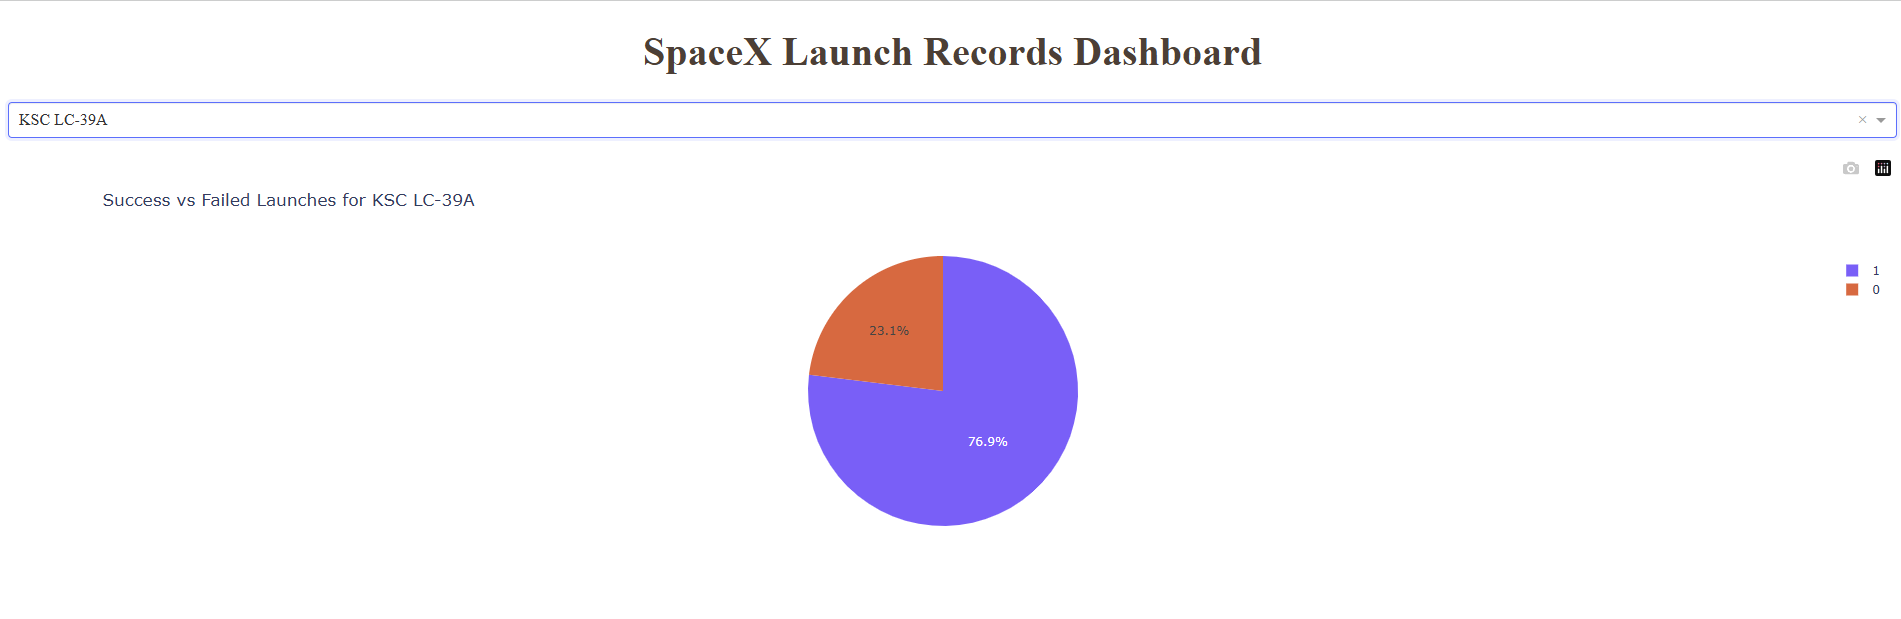 SpaceX Launch Records Dashboard
KSC LC-39A
Success vs Failed Launches for KSC LC-39A
1
0
23.1%
76.9%